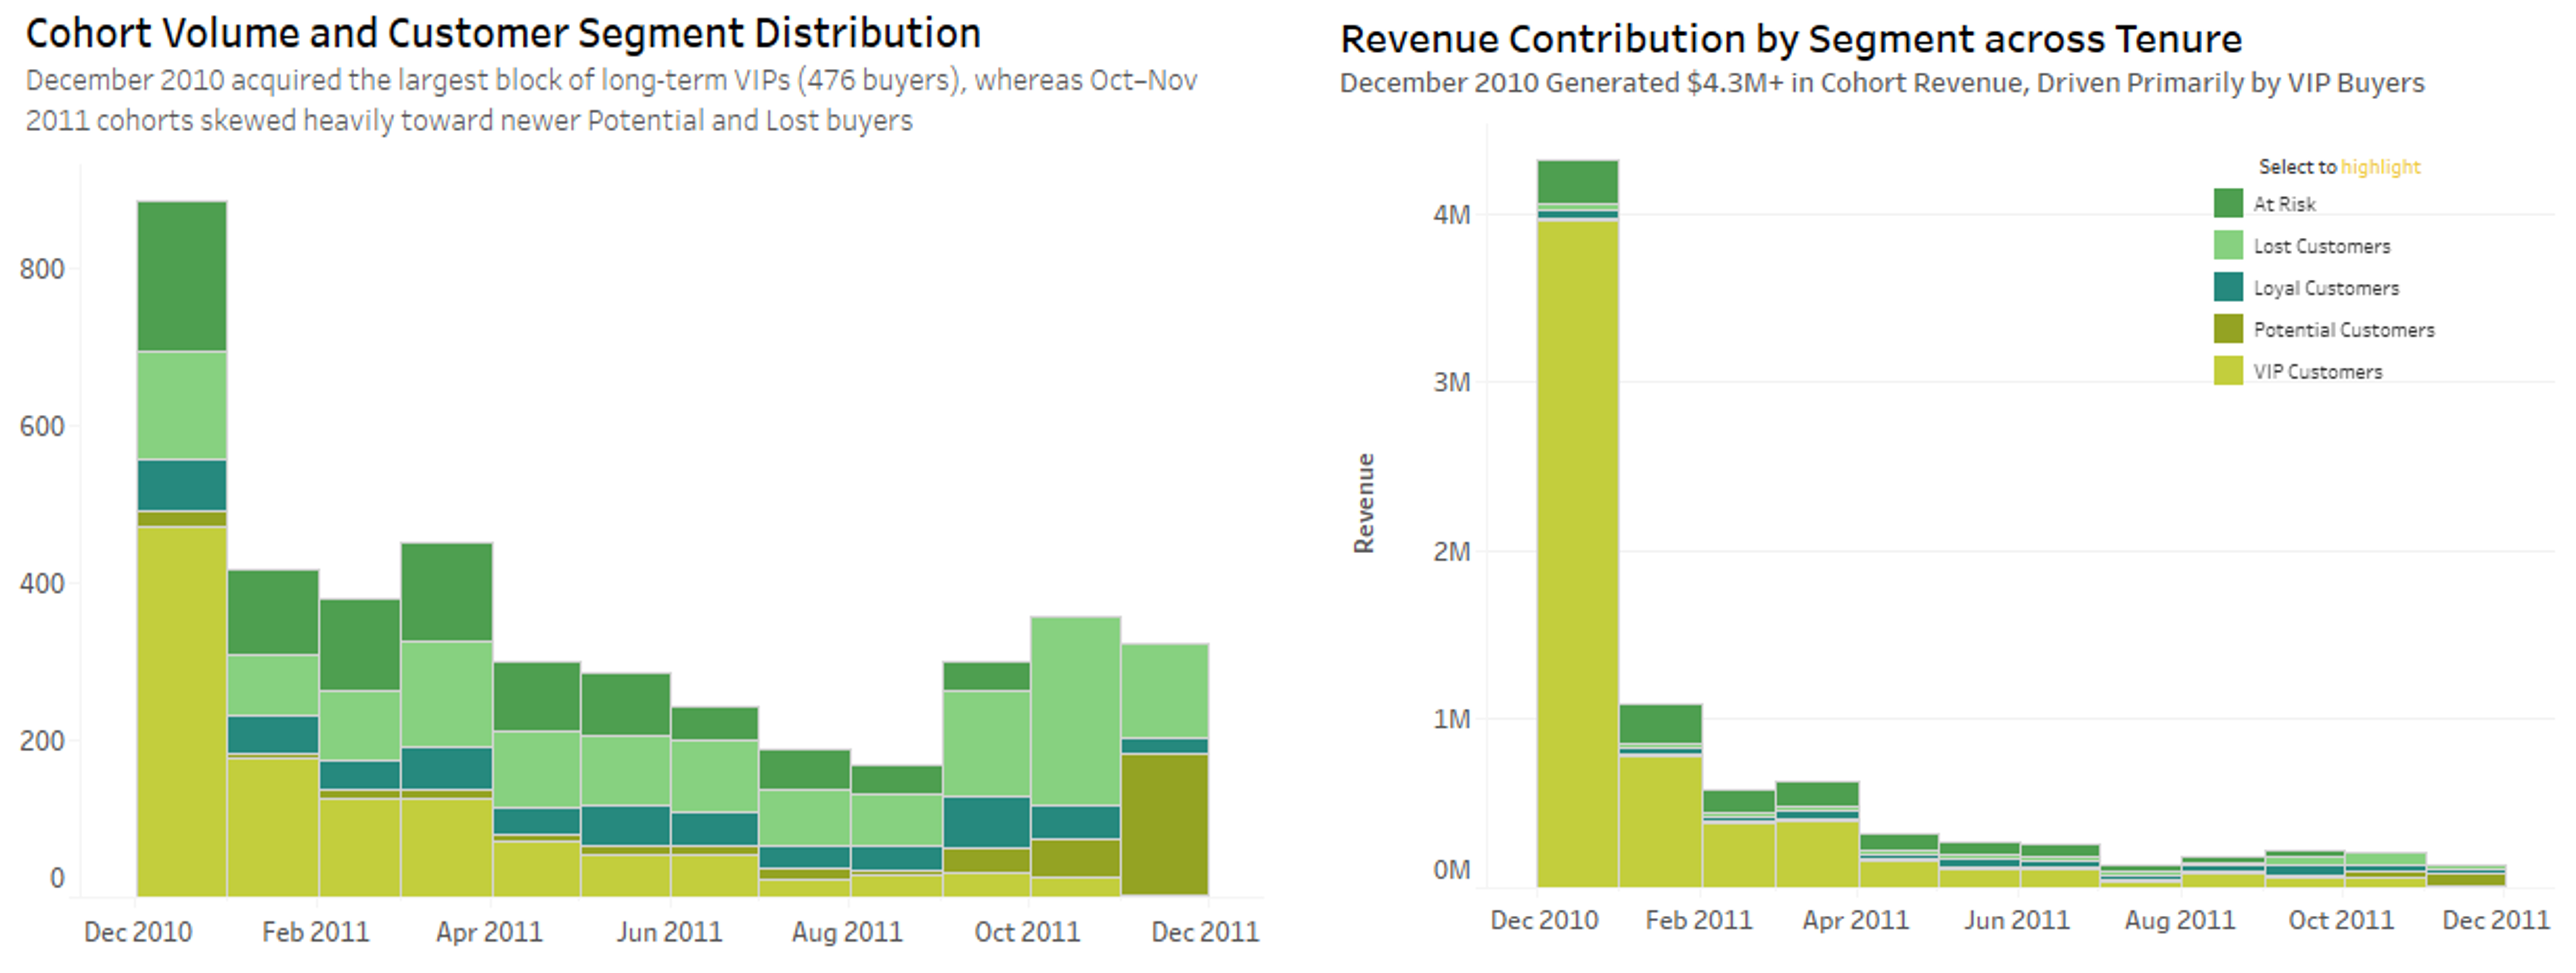 Cohort Volume and Customer Segment Distribution
December 2010 acquired the largest block of long-term VIPs (476 buyers), whereas Oct–Nov
2011 cohorts skewed heavily toward newer Potential and Lost buyers
800
600
400
200
0
Dec 2010
Feb 2011
Apr 2011
Jun 2011
Aug 2011
Oct 2011
Dec 2011
Revenue Contribution by Segment across Tenure
December 2010 Generated $4.3M+ in Cohort Revenue, Driven Primarily by VIP Buyers
Select to highlight
At Risk
Lost Customers
Loyal Customers
Potential Customers
VIP Customers
Revenue
4M
3M
2M
1M
0M
Dec 2010
Feb 2011
Apr 2011
Jun 2011
Aug 2011
Oct 2011
Dec 2011